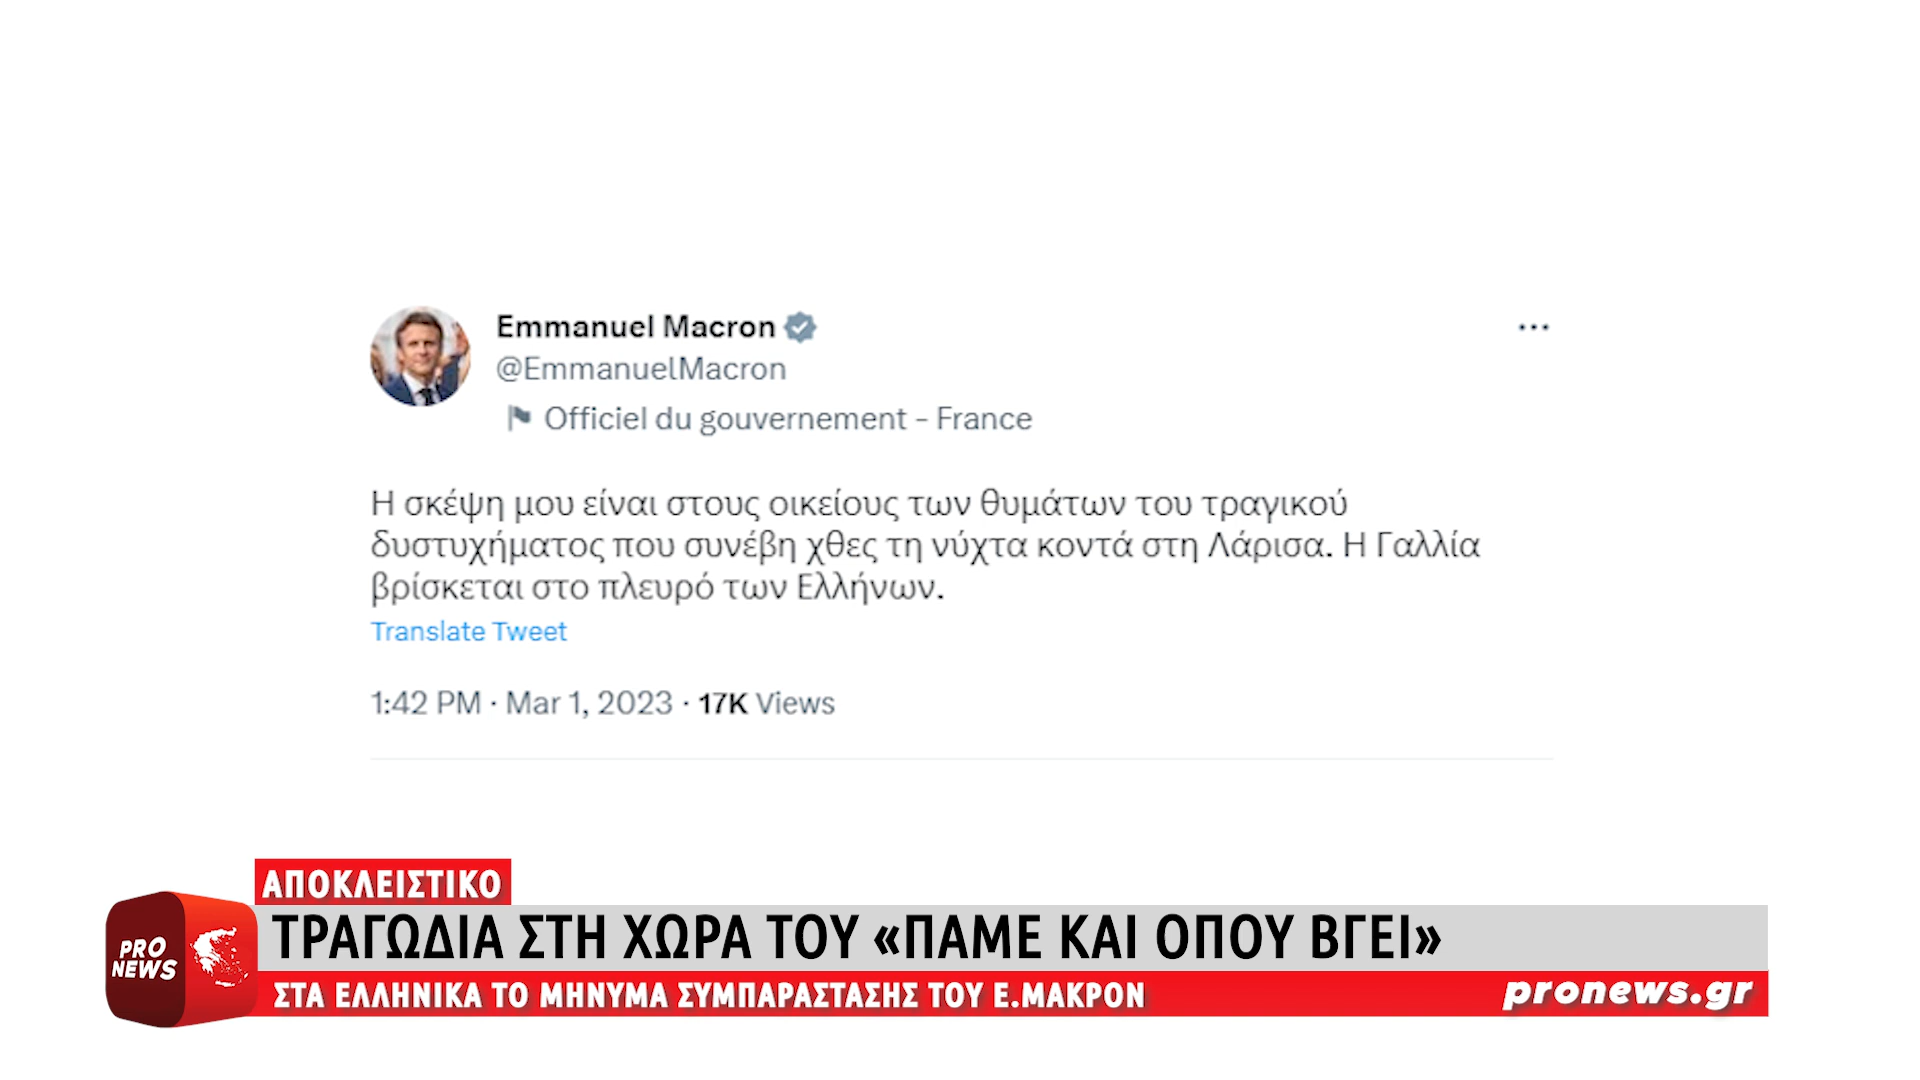 Emmanuel Macron
@EmmanuelMacron
Officiel du gouvernement - France
...
Η σκέψη μου είναι στους οικείους των θυμάτων του τραγικού
δυστυχήματος που συνέβη χθες τη νύχτα κοντά στη Λάρισα. Η Γαλλία
βρίσκεται στο πλευρό των Ελλήνων.
Translate Tweet
1:42 PM · Mar 1, 2023 · 17K Views
ΑΠΟΚΛΕΙΣΤΙΚΟ
ΤΡΑΓΩΔΙΑ ΣΤΗ ΧΩΡΑ ΤΟΥ «ΠΑΜΕ ΚΑΙ ΟΠΟΥ ΒΓΕΙ»
PRO
NEWS
ΣΤΑ ΕΛΛΗΝΙΚΑ ΤΟ ΜΗΝΥΜΑ ΣΥΜΠΑΡΑΣΤΑΣΗΣ ΤΟΥ Ε.ΜΑΚΡΟΝ
pronews.gr